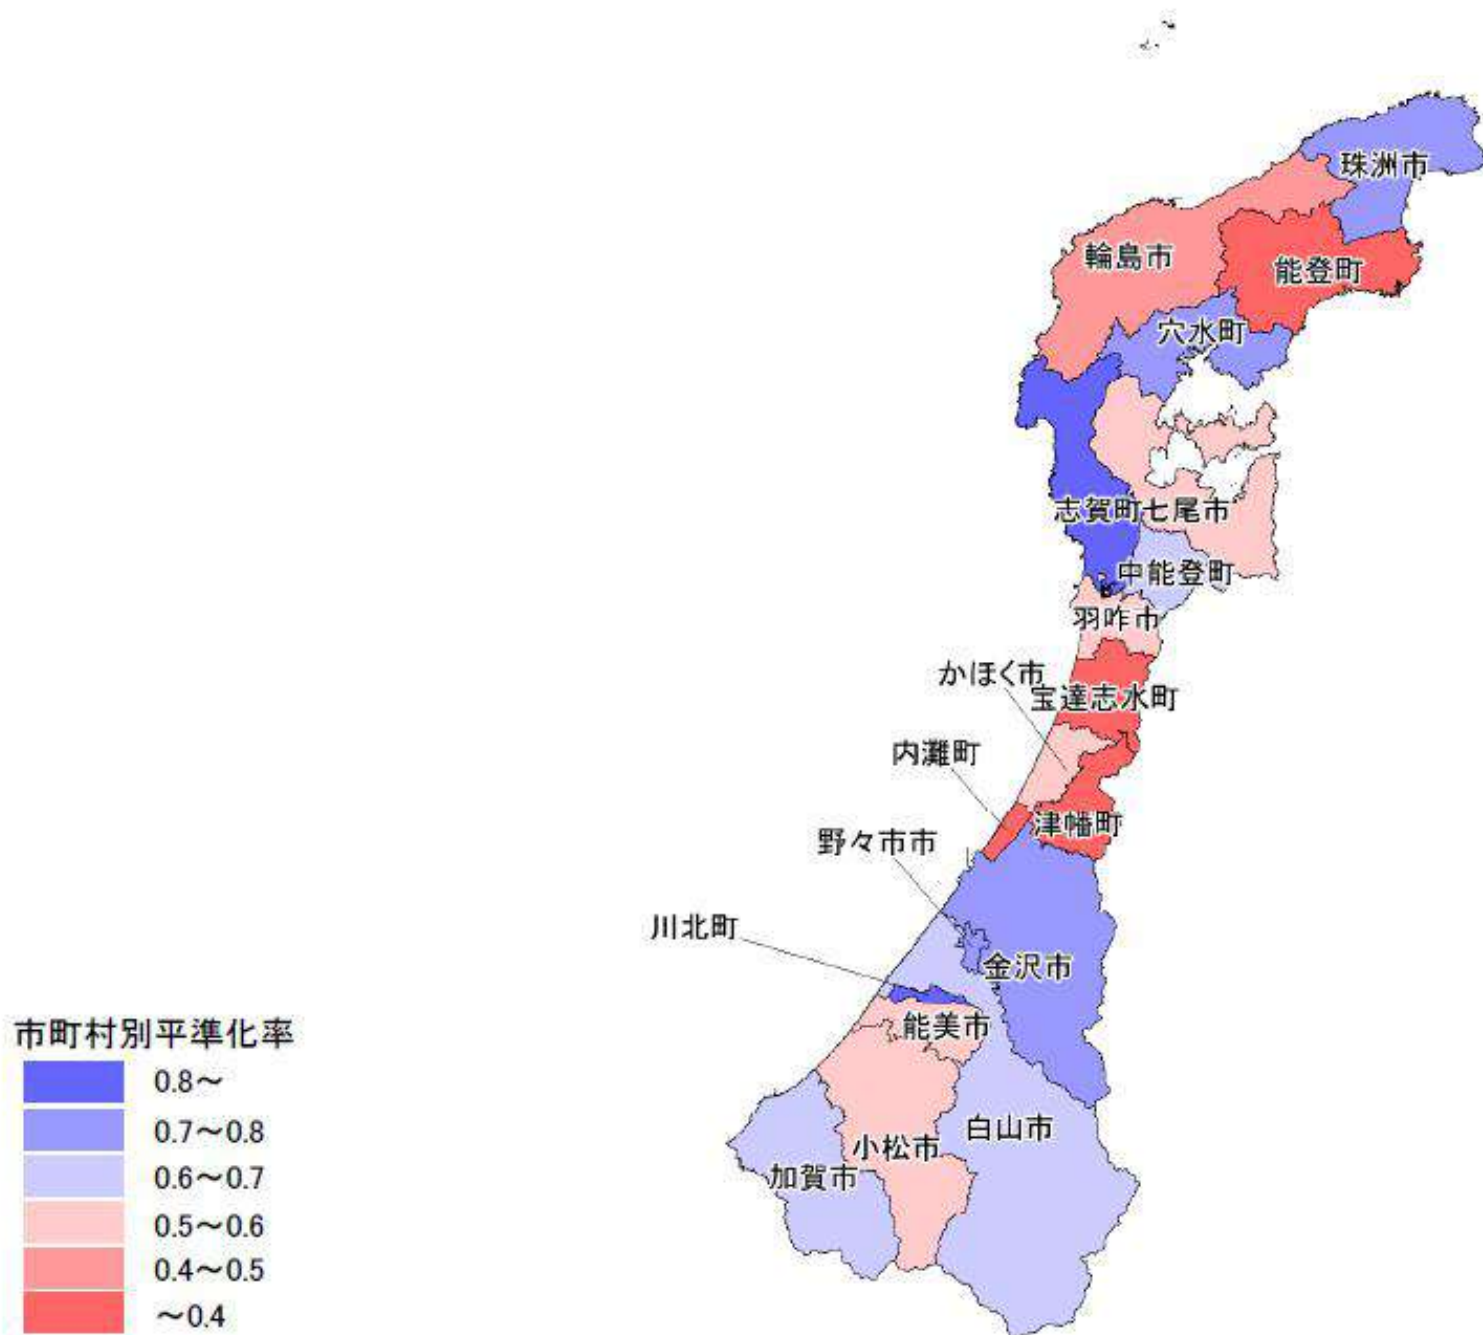 珠洲市
輪島市
能登町
穴水町
志賀町
七尾市
中能登町
羽咋市
かほく市
宝達志水町
内灘町
津幡町
野々市市
川北町
金沢市
能美市
白山市
小松市
加賀市
市町村別平準化率
0.8～
0.7～0.8
0.6～0.7
0.5～0.6
0.4～0.5
～0.4